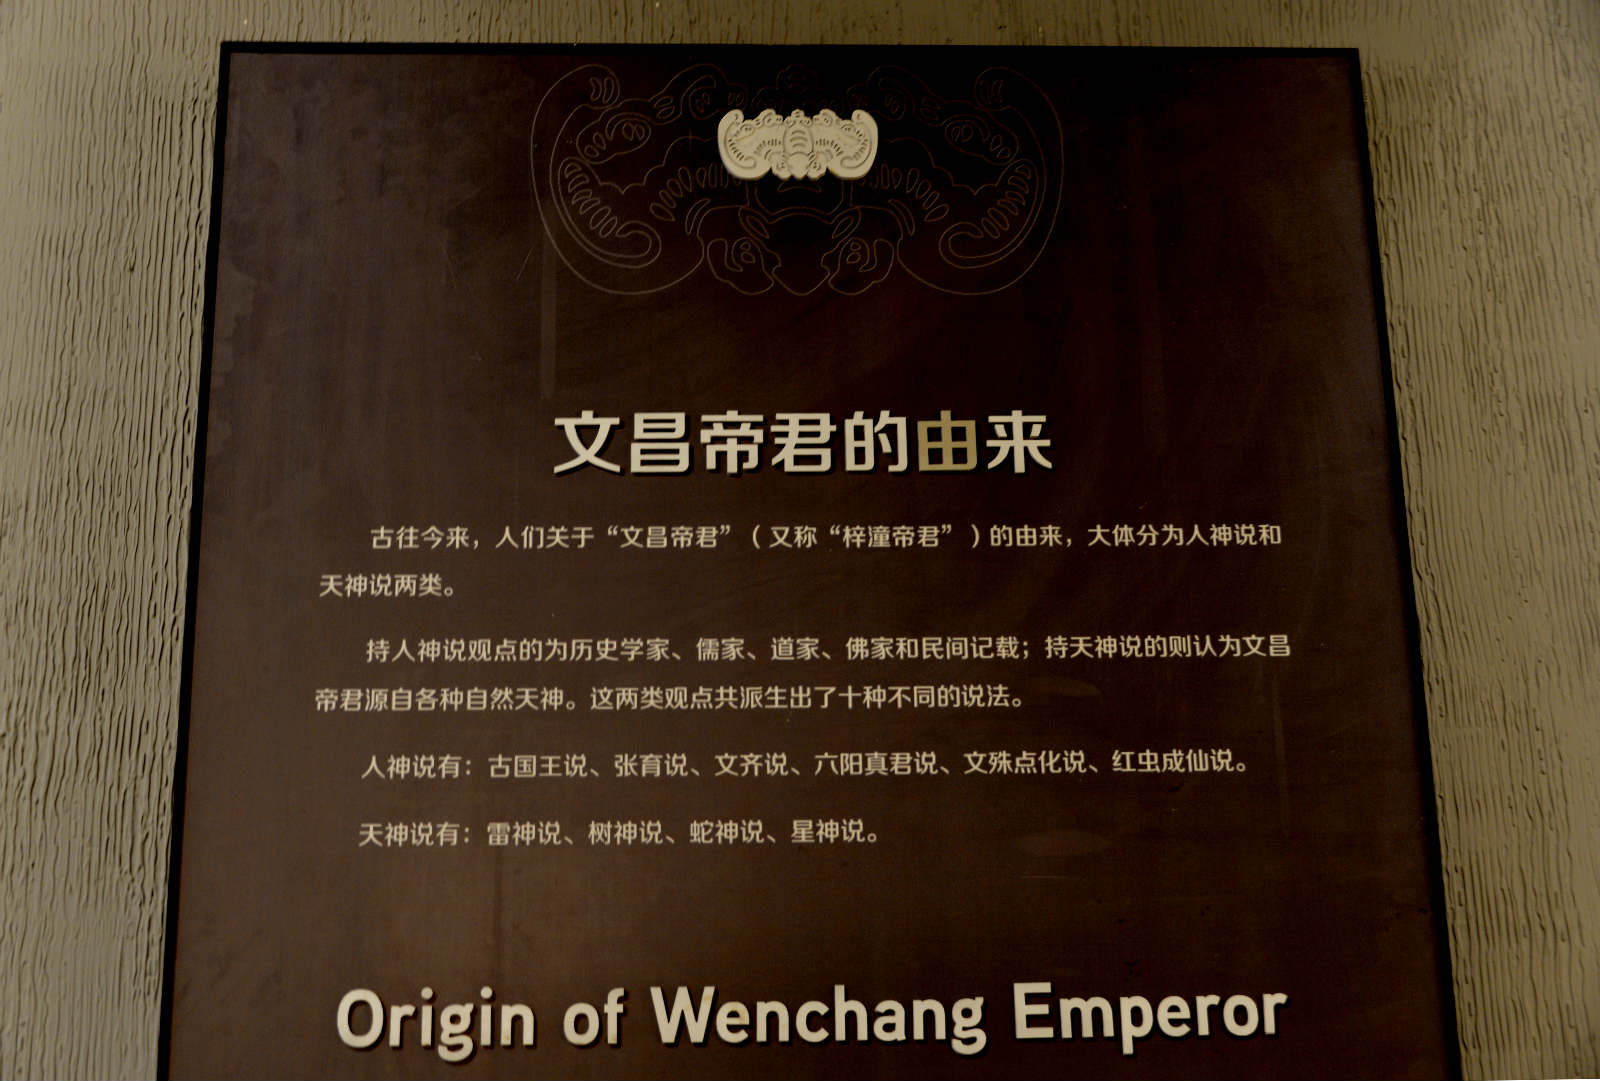 文昌帝君的由来
古往今来，人们关于“文昌帝君”（又称“梓潼帝君”）的由来，大体分为人神说和
天神说两类。
持人神说观点的为历史学家、儒家、道家、佛家和民间记载；持天神说的则认为文昌
帝君源自各种自然天神。这两类观点共派生出了十种不同的说法。
人神说有：古国王说、张育说、文齐说、六阳真君说、文殊点化说、红虫成仙说。
天神说有：雷神说、树神说、蛇神说、星神说。
Origin of Wenchang Emperor